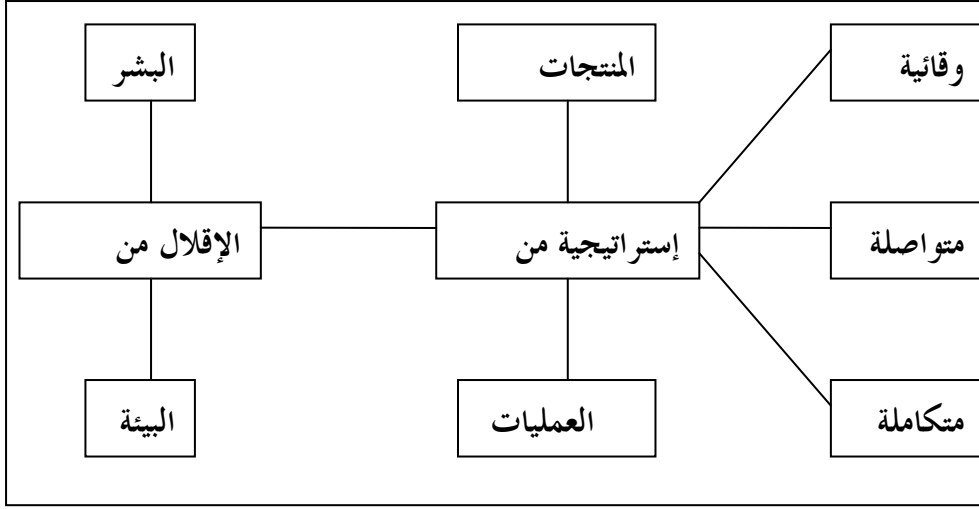 وقائية
المنتجات
البشر
متواصلة
إستراتيجية من
الإقلال من
متكاملة
العمليات
البيئة